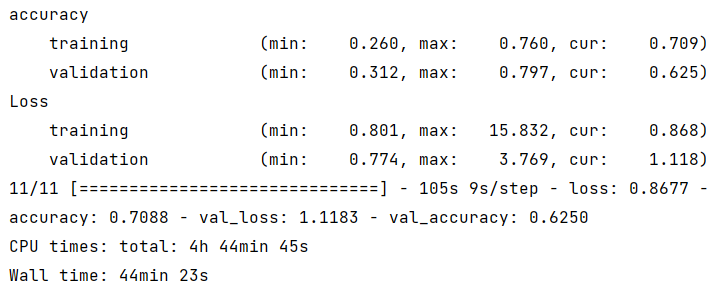 accuracy
    training             (min:    0.260, max:    0.760, cur:    0.709)
    validation           (min:    0.312, max:    0.797, cur:    0.625)
Loss
    training             (min:    0.801, max:   15.832, cur:    0.868)
    validation           (min:    0.774, max:    3.769, cur:    1.118)
11/11 [==============================] - 105s 9s/step - loss: 0.8677 -
accuracy: 0.7088 - val_loss: 1.1183 - val_accuracy: 0.6250
CPU times: total: 4h 44min 45s
Wall time: 44min 23s